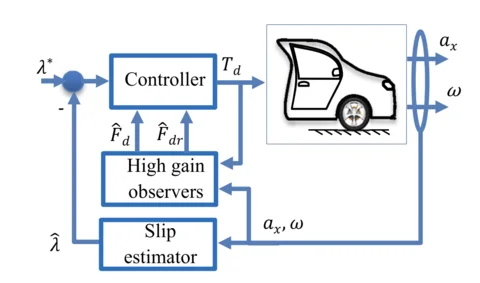 λ*
-
Controller
T_d
a_x
ω
F̂_d
F̂_dr
High gain
observers
a_x, ω
λ̂
Slip
estimator